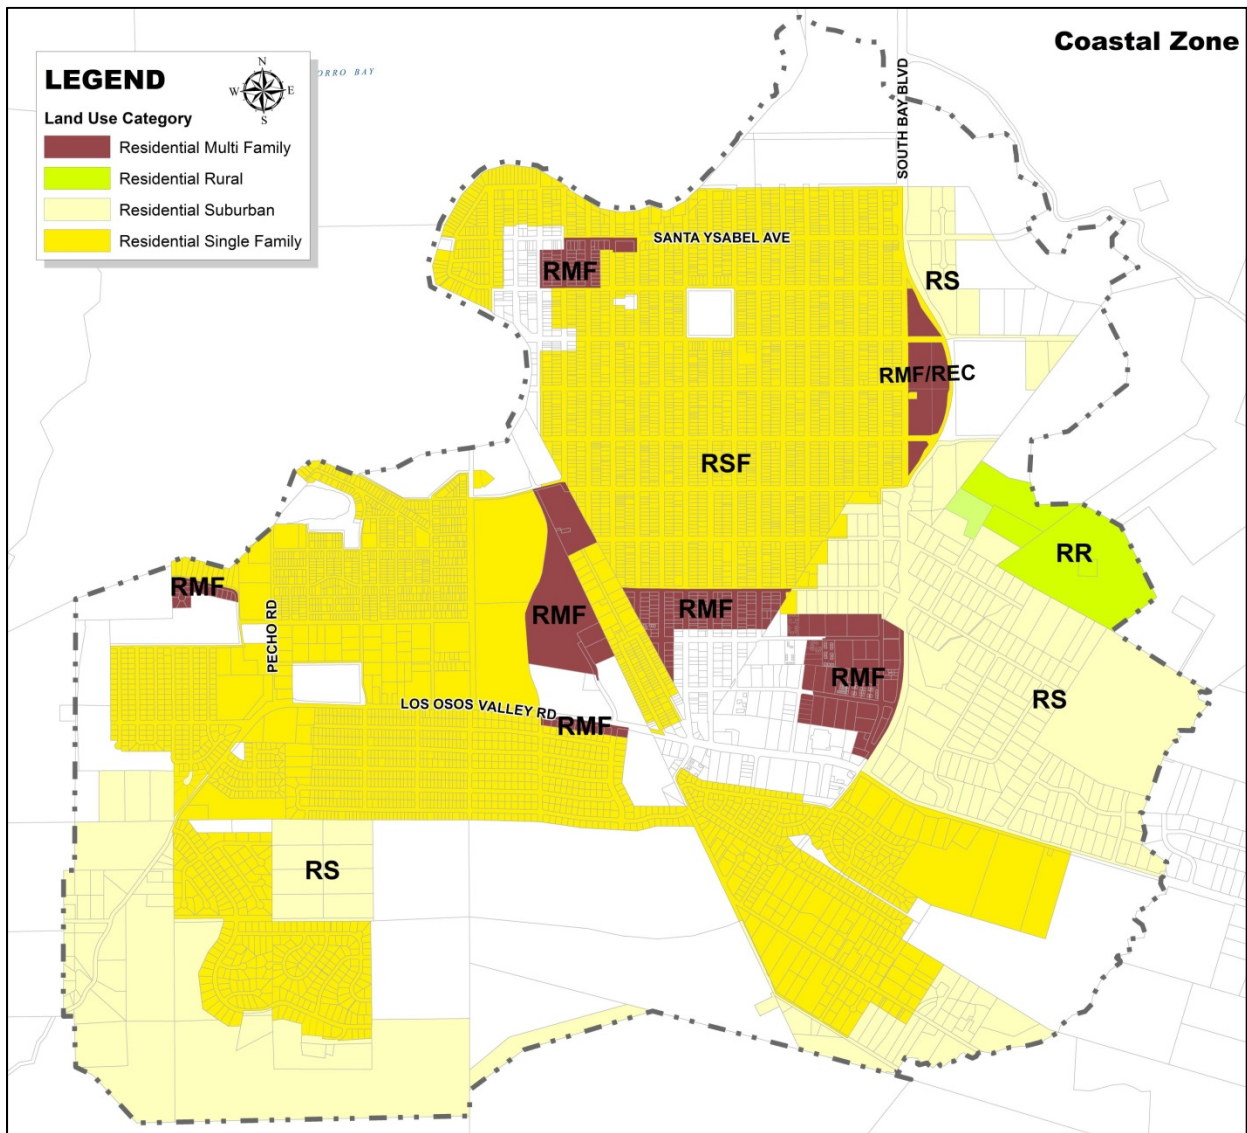 Coastal Zone
LEGEND
N
W E
S
ORRO BAY
Land Use Category
Residential Multi Family
Residential Rural
Residential Suburban
Residential Single Family
SOUTH BAY BLVD
SANTA YSABEL AVE
RMF
RS
RMF/REC
RSF
RR
RMF
RMF
RMF
PECHO RD
RMF
RS
LOS OSOS VALLEY RD
RMF
RS